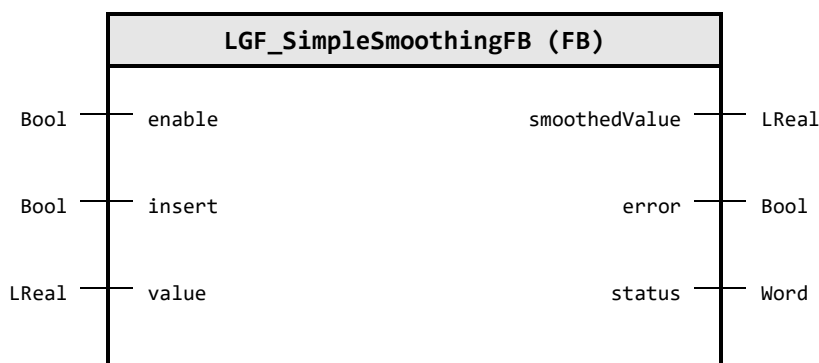 LGF_SimpleSmoothingFB (FB)
Bool enable smoothedValue LReal
Bool insert error Bool
LReal value status Word